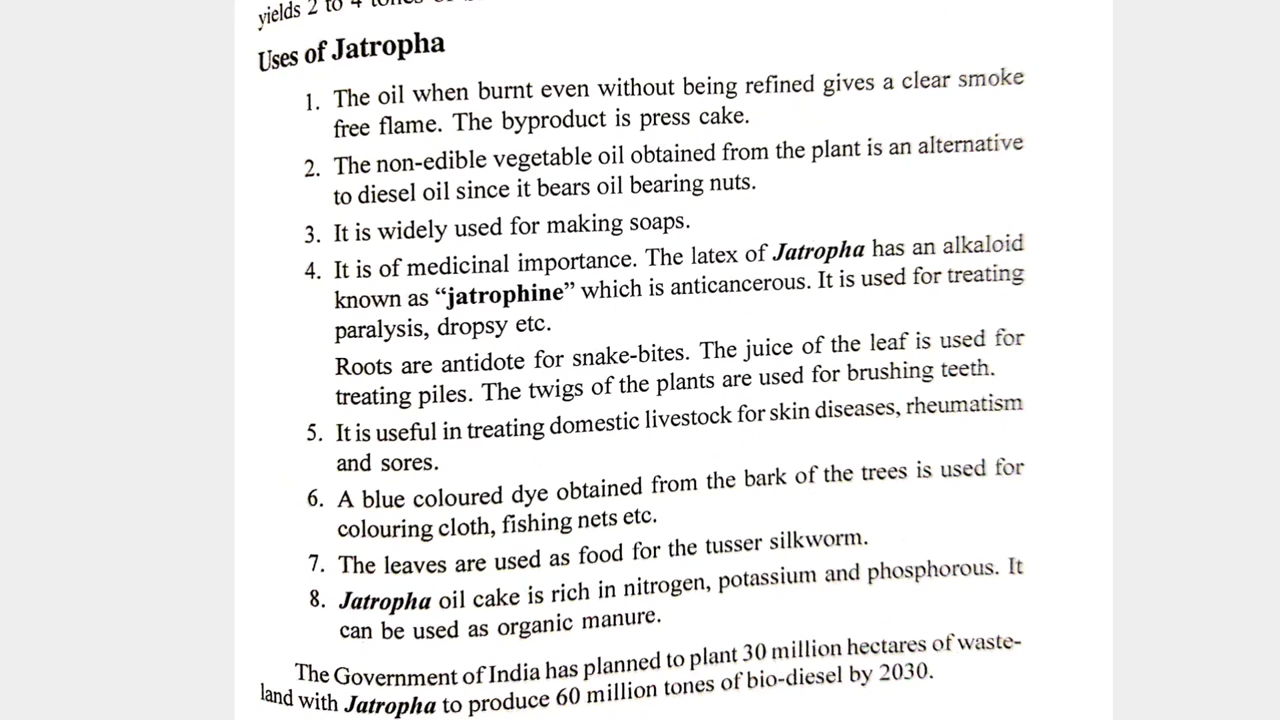 yields 2 to 4 tones
Uses of Jatropha
1. The oil when burnt even without being refined gives a clear smoke
free flame. The byproduct is press cake.
2. The non-edible vegetable oil obtained from the plant is an alternative
to diesel oil since it bears oil bearing nuts.
3. It is widely used for making soaps.
4. It is of medicinal importance. The latex of Jatropha has an alkaloid
known as “jatrophine” which is anticancerous. It is used for treating
paralysis, dropsy etc.
Roots are antidote for snake-bites. The juice of the leaf is used for
treating piles. The twigs of the plants are used for brushing teeth.
5. It is useful in treating domestic livestock for skin diseases, rheumatism
and sores.
6. A blue coloured dye obtained from the bark of the trees is used for
colouring cloth, fishing nets etc.
7. The leaves are used as food for the tusser silkworm.
8. Jatropha oil cake is rich in nitrogen, potassium and phosphorous. It
can be used as organic manure.
The Government of India has planned to plant 30 million hectares of waste-
land with Jatropha to produce 60 million tones of bio-diesel by 2030.